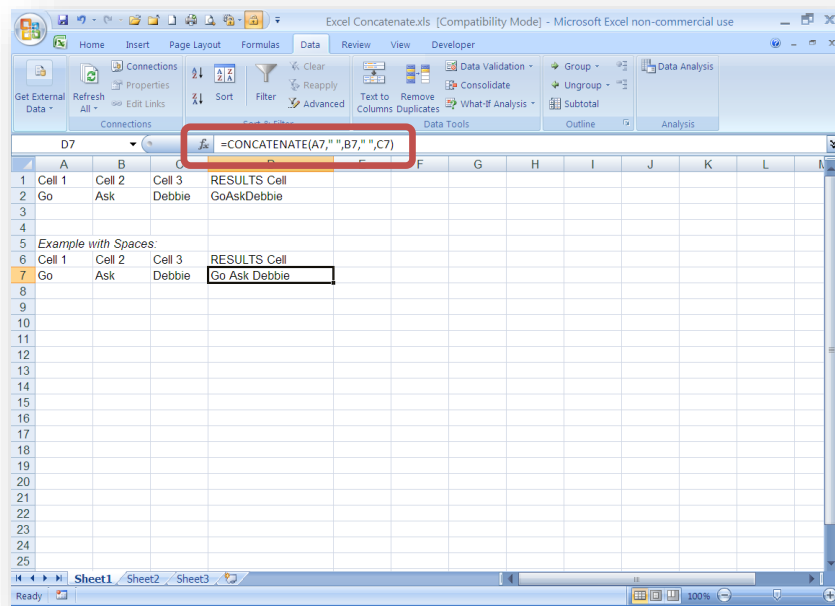 Excel Concatenate.xls [Compatibility Mode] - Microsoft Excel non-commercial use
Home Insert Page Layout Formulas Data Review View Developer
Get External Data
Refresh All
Connections
Properties
Edit Links
Connections
Sort
Filter
Clear
Reapply
Advanced
Sort & Filter
Text to Columns
Remove Duplicates
Data Validation
Consolidate
What-If Analysis
Data Tools
Group
Ungroup
Subtotal
Outline
Data Analysis
Analysis
D7 fx =CONCATENATE(A7," ",B7," ",C7)
A B C D E F G H I J K L
1 Cell 1 Cell 2 Cell 3 RESULTS Cell
2 Go Ask Debbie GoAskDebbie
3
4
5 Example with Spaces:
6 Cell 1 Cell 2 Cell 3 RESULTS Cell
7 Go Ask Debbie Go Ask Debbie
8
9
10
11
12
13
14
15
16
17
18
19
20
21
22
23
24
25
Sheet1 Sheet2 Sheet3
Ready 100%